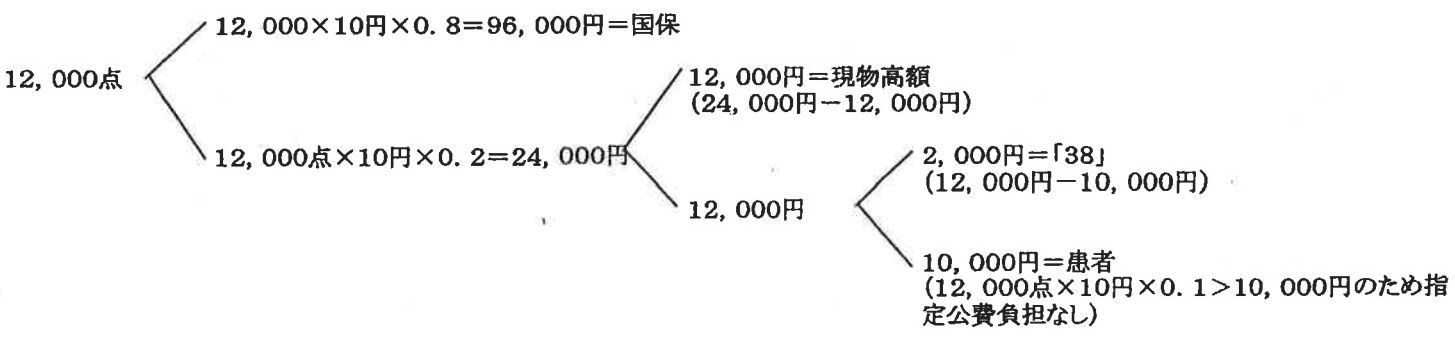 12，000×10円×0．8＝96，000円＝国保
12，000点
12，000円＝現物高額
(24，000円－12，000円)
12，000点×10円×0．2＝24，000円
2，000円＝「38」
(12，000円－10，000円)
12，000円
10，000円＝患者
(12，000点×10円×0．1＞10，000円のため指
定公費負担なし)